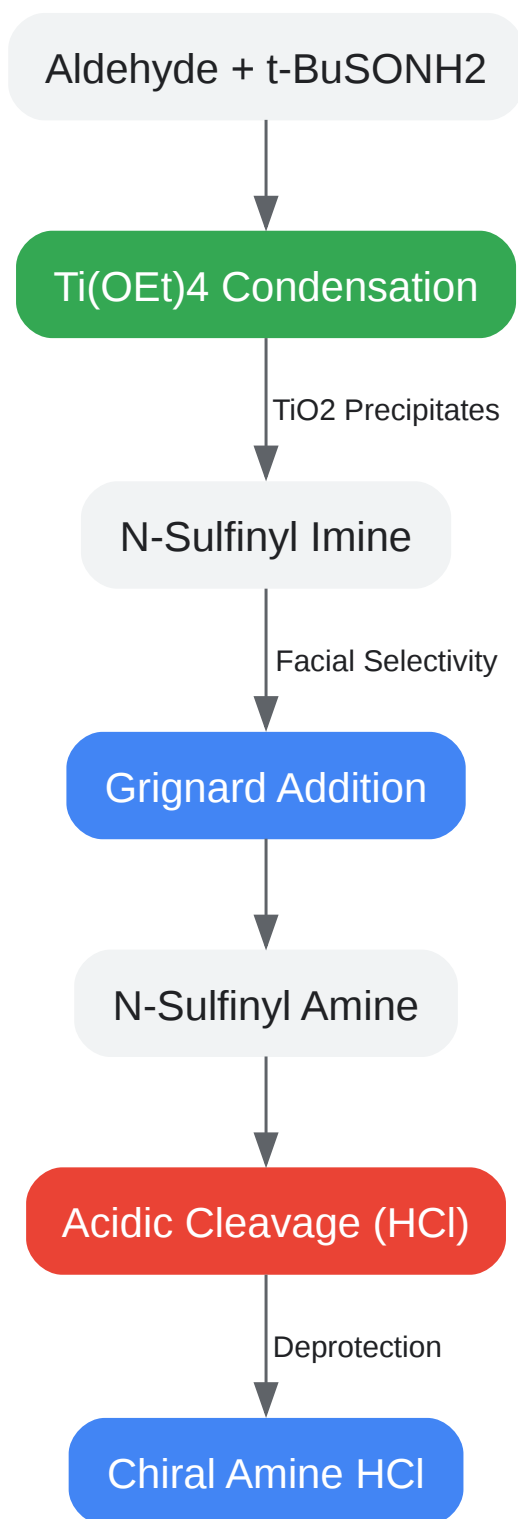 Aldehyde + t-BuSONH2
Ti(OEt)4 Condensation
TiO2 Precipitates
N-Sulfinyl Imine
Facial Selectivity
Grignard Addition
N-Sulfinyl Amine
Acidic Cleavage (HCl)
Deprotection
Chiral Amine HCl